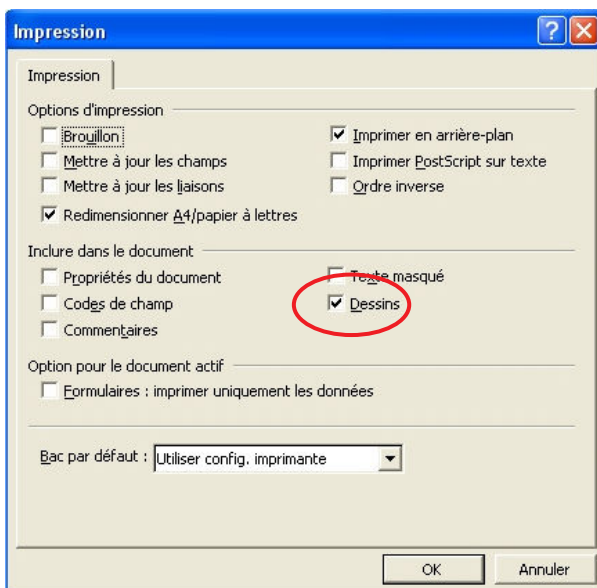 Impression
Impression
Options d'impression
Brouillon
Imprimer en arrière-plan
Mettre à jour les champs
Imprimer PostScript sur texte
Mettre à jour les liaisons
Ordre inverse
Redimensionner A4/papier à lettres
Inclure dans le document
Propriétés du document
Texte masqué
Codes de champ
Dessins
Commentaires
Option pour le document actif
Formulaires : imprimer uniquement les données
Bac par défaut : Utiliser config. imprimante
OK Annuler